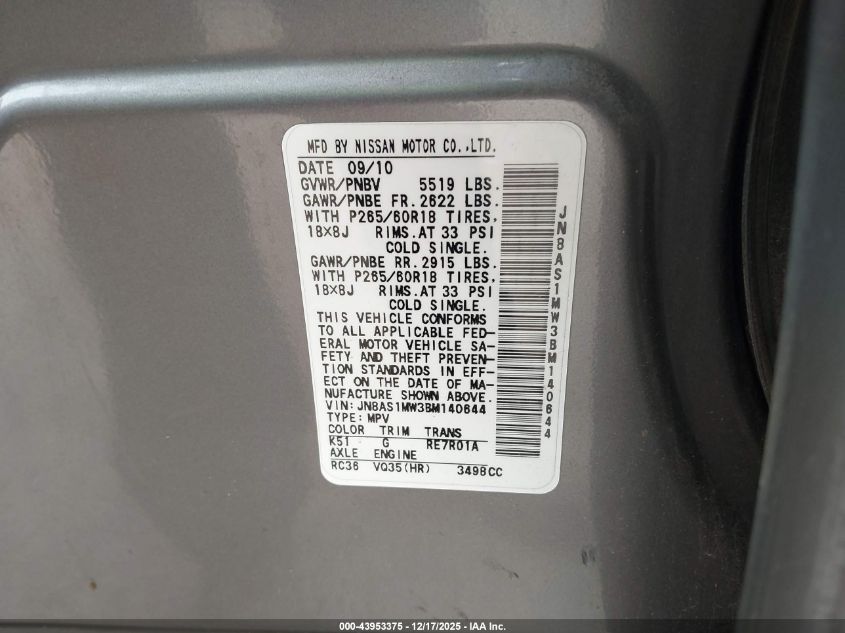 MFD BY NISSAN MOTOR CO.,LTD.
DATE 09/10
GVWR/PNBV 5519 LBS.
GAWR/PNBE FR. 2622 LBS.
WITH P265/60R18 TIRES,
18X8J RIMS. AT 33 PSI
COLD SINGLE.
GAWR/PNBE RR. 2915 LBS.
WITH P265/60R18 TIRES,
18X8J RIMS. AT 33 PSI
COLD SINGLE.
THIS VEHICLE CONFORMS
TO ALL APPLICABLE FED-
ERAL MOTOR VEHICLE SA-
FETY AND THEFT PREVEN-
TION STANDARDS IN EFF-
ECT ON THE DATE OF MA-
NUFACTURE SHOWN ABOVE.
VIN: JN8AS1MW3BM140644
TYPE: MPV
COLOR TRIM TRANS
K51 G RE7R01A
AXLE ENGINE
RC36 VQ35(HR) 3498CC
JN8AS1MW3BM140644
000-43953375 - 12/17/2025 - IAA Inc.